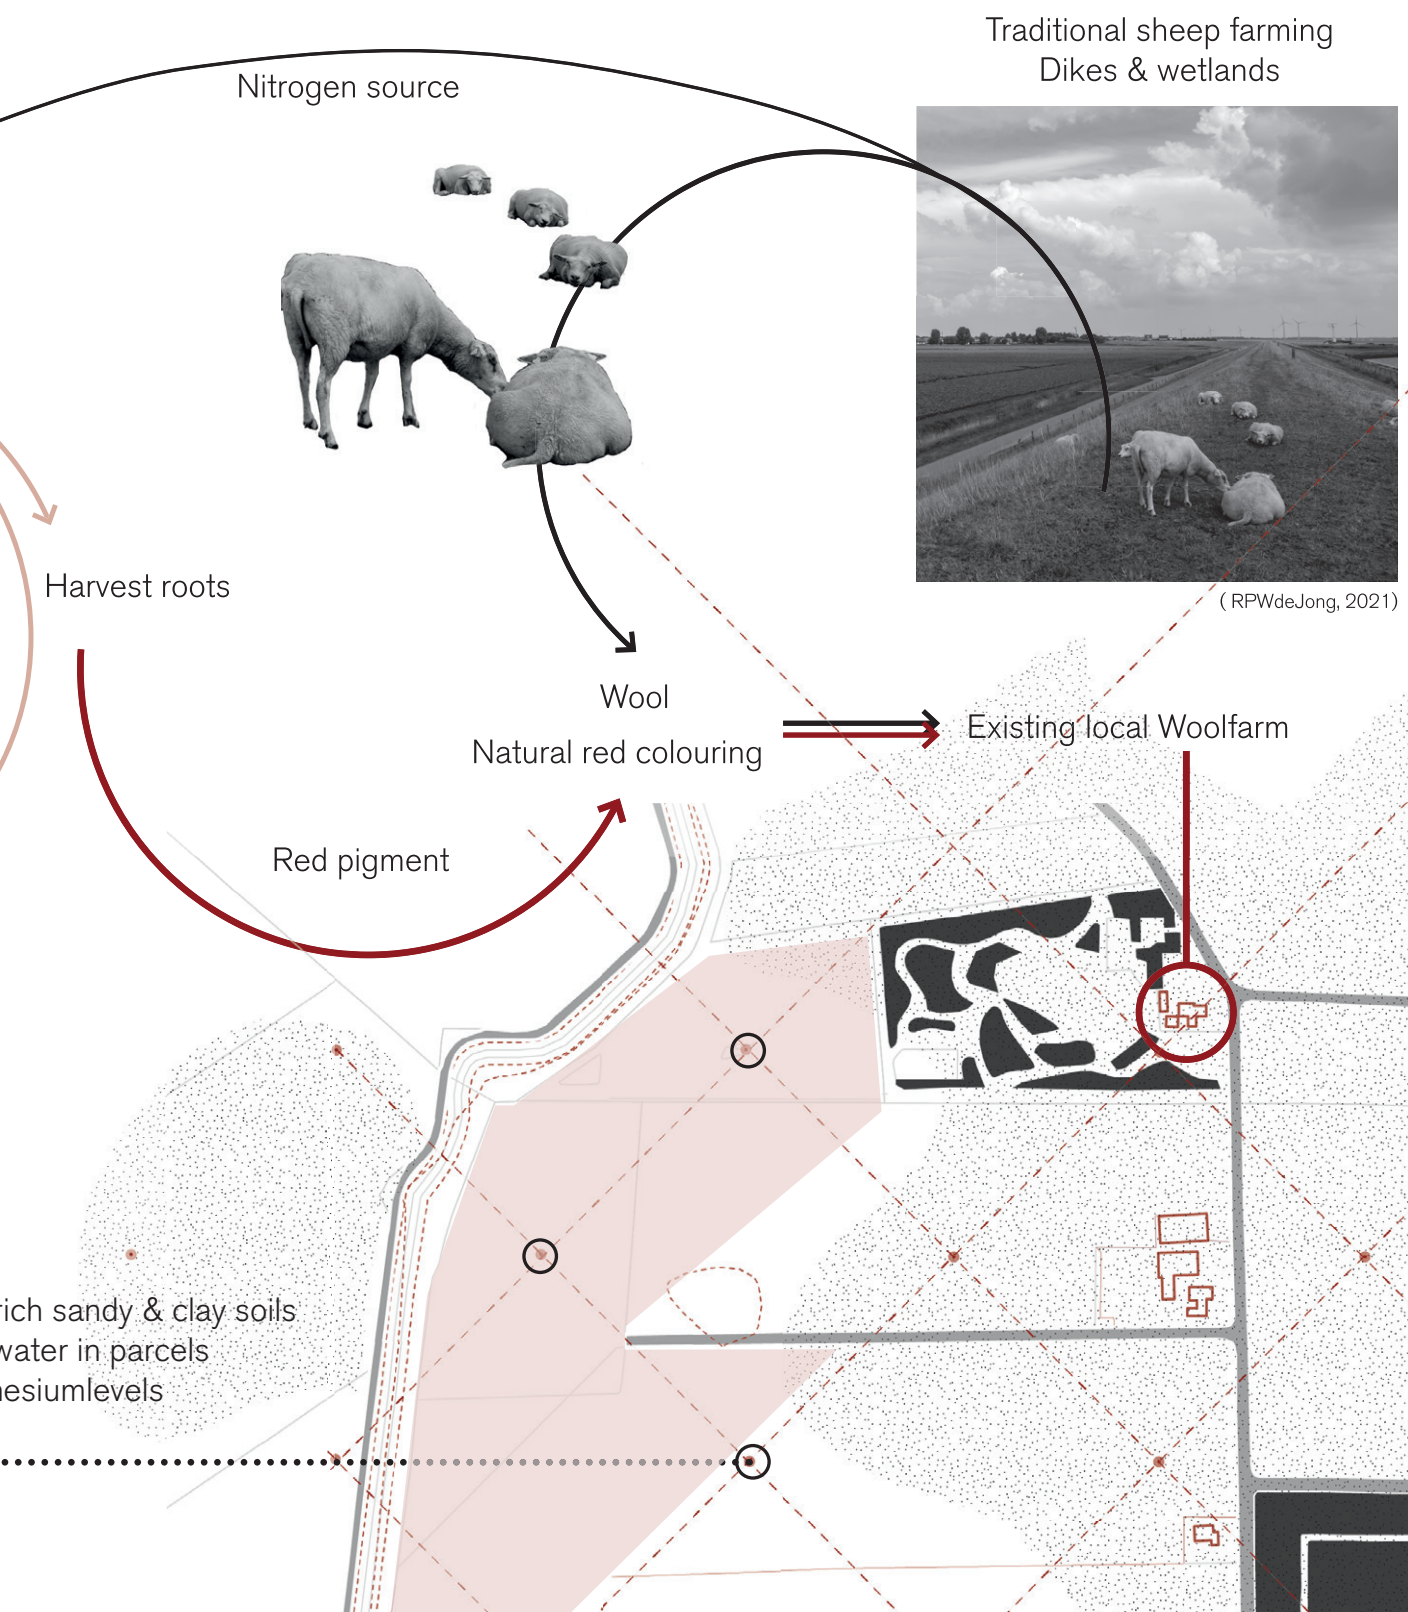 Traditional sheep farming
Dikes & wetlands
Nitrogen source
( RPWdeJong, 2021)
Harvest roots
Wool
Natural red colouring
Existing local Woolfarm
Red pigment
rich sandy & clay soils
water in parcels
nesiumlevels